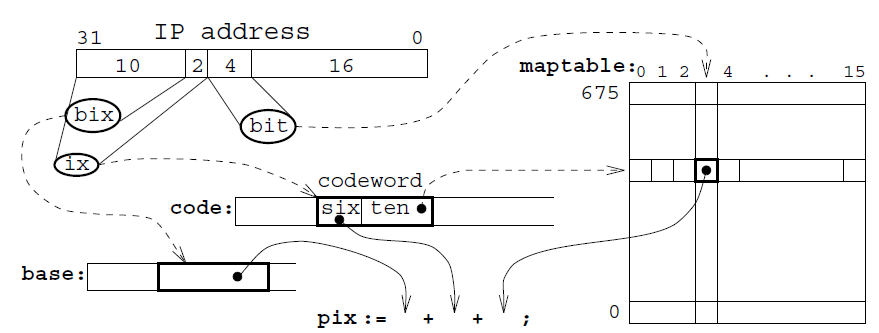 IP address
31 0
10 2 4 16
maptable: 0 1 2 4 . . . 15
675
bix
bit
ix
codeword
code: six ten
base:
0
pix := + + ;